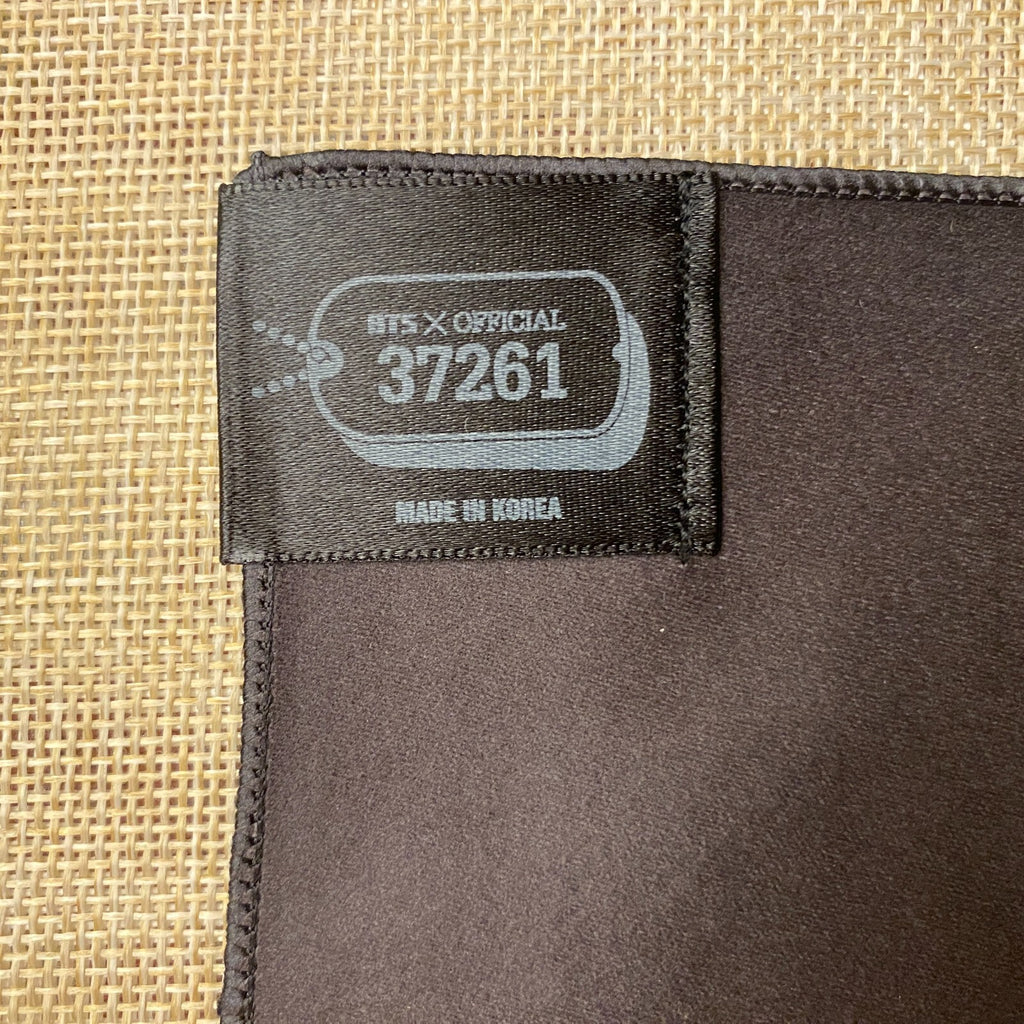 BTS X OFFICIAL
37261
MADE IN KOREA